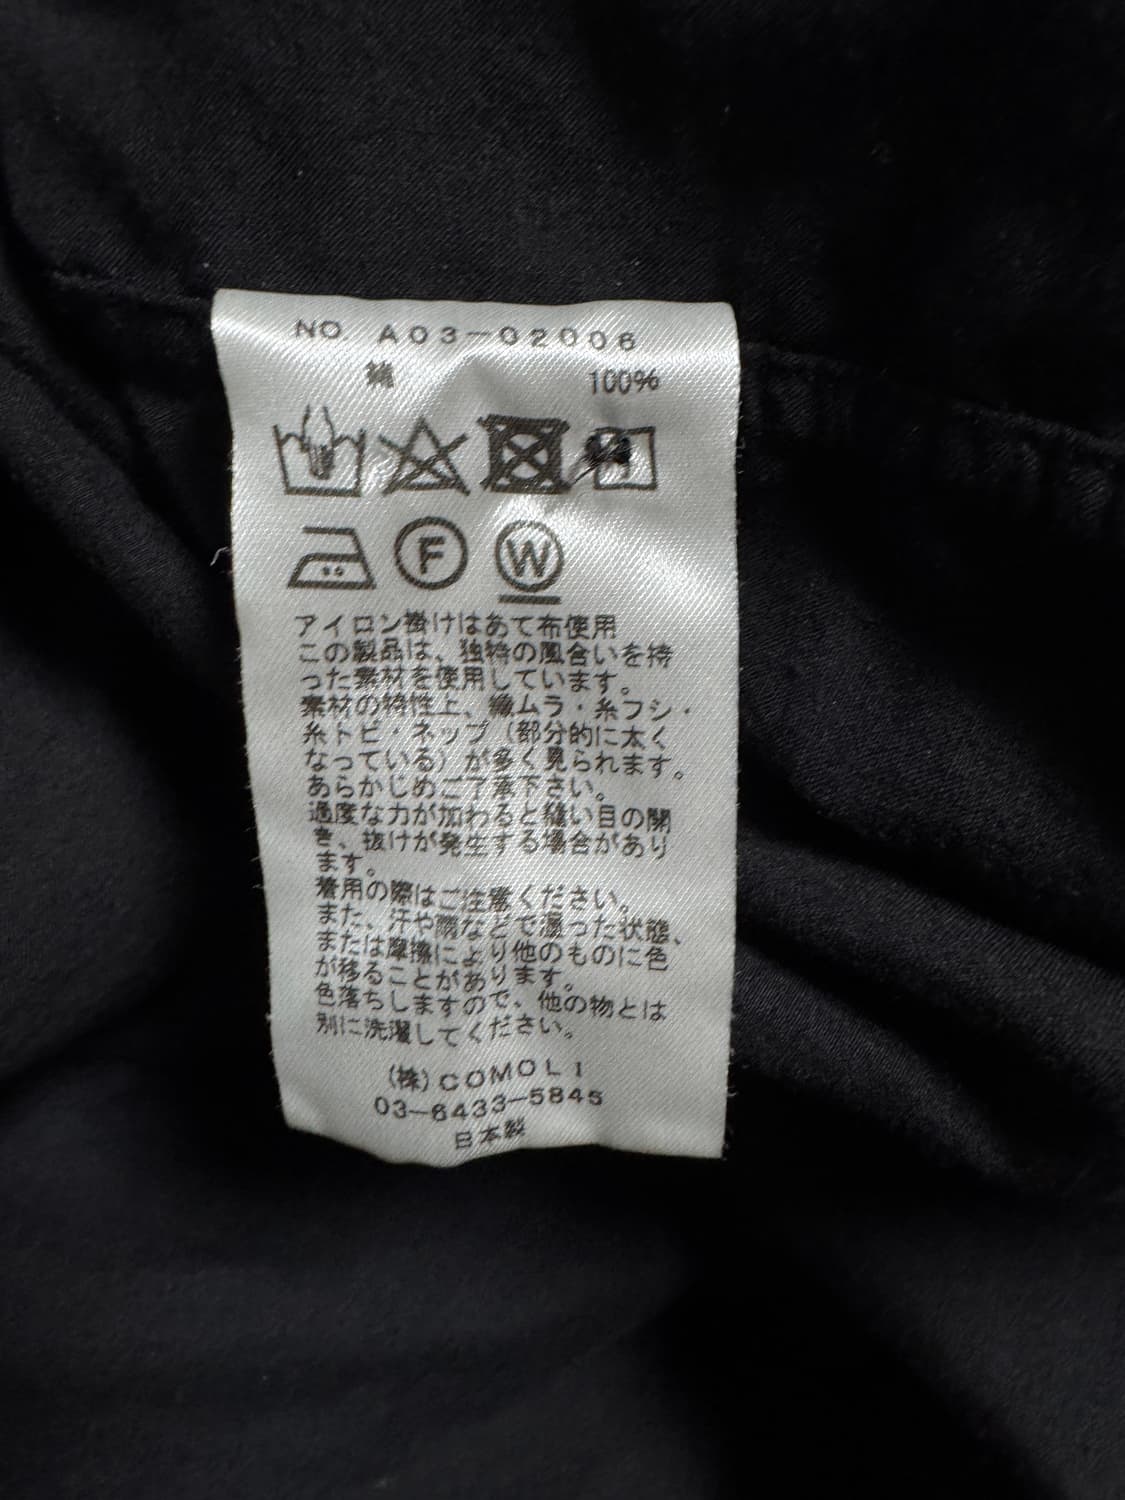 NO. A03-02006
綿 100%
F W
アイロン掛けはあて布使用
この製品は、独特の風合いを持
った素材を使用しています。
素材の特性上、織ムラ・糸フシ・
糸トビ・ネップ（部分的に太く
なっている）が多く見られます。
あらかじめご了承下さい。
過度な力が加わると縫い目の開
き、抜けが発生する場合があり
ます。
着用の際はご注意ください。
また、汗や雨などで湿った状態、
または摩擦により他のものに色
が移ることがあります。
色落ちしますので、他の物とは
別に洗濯してください。
（株）COMOLI
03-6433-5845
日本製